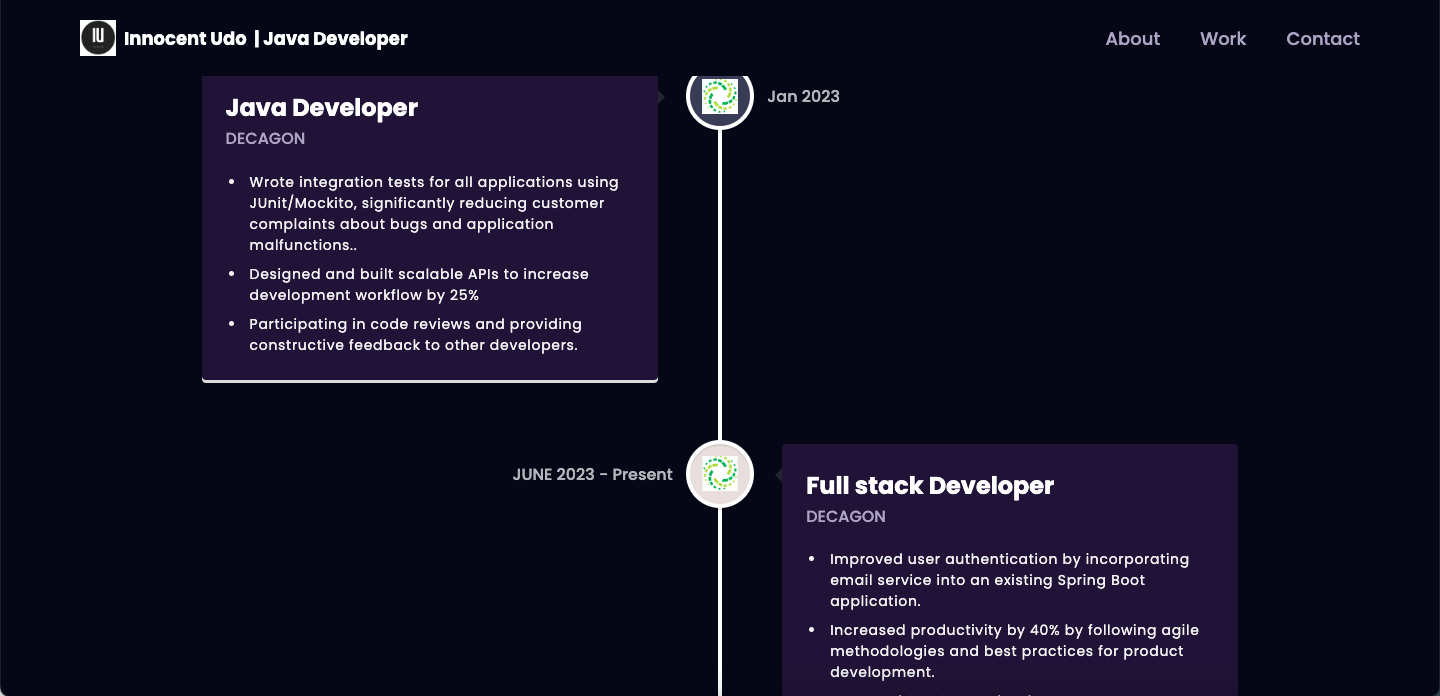 IU
Innocent Udo | Java Developer
About
Work
Contact
Java Developer
DECAGON
Jan 2023
• Wrote integration tests for all applications using
JUnit/Mockito, significantly reducing customer
complaints about bugs and application
malfunctions..
• Designed and built scalable APIs to increase
development workflow by 25%
• Participating in code reviews and providing
constructive feedback to other developers.
JUNE 2023 - Present
Full stack Developer
DECAGON
• Improved user authentication by incorporating
email service into an existing Spring Boot
application.
• Increased productivity by 40% by following agile
methodologies and best practices for product
development.